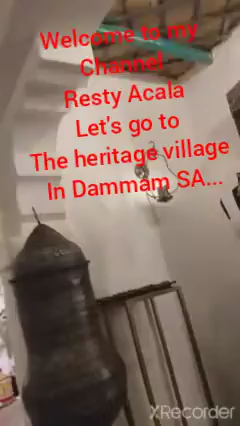 Welcome to my
Channel
Resty Acala
Let's go to
The heritage village
In Dammam SA...
XRecorder